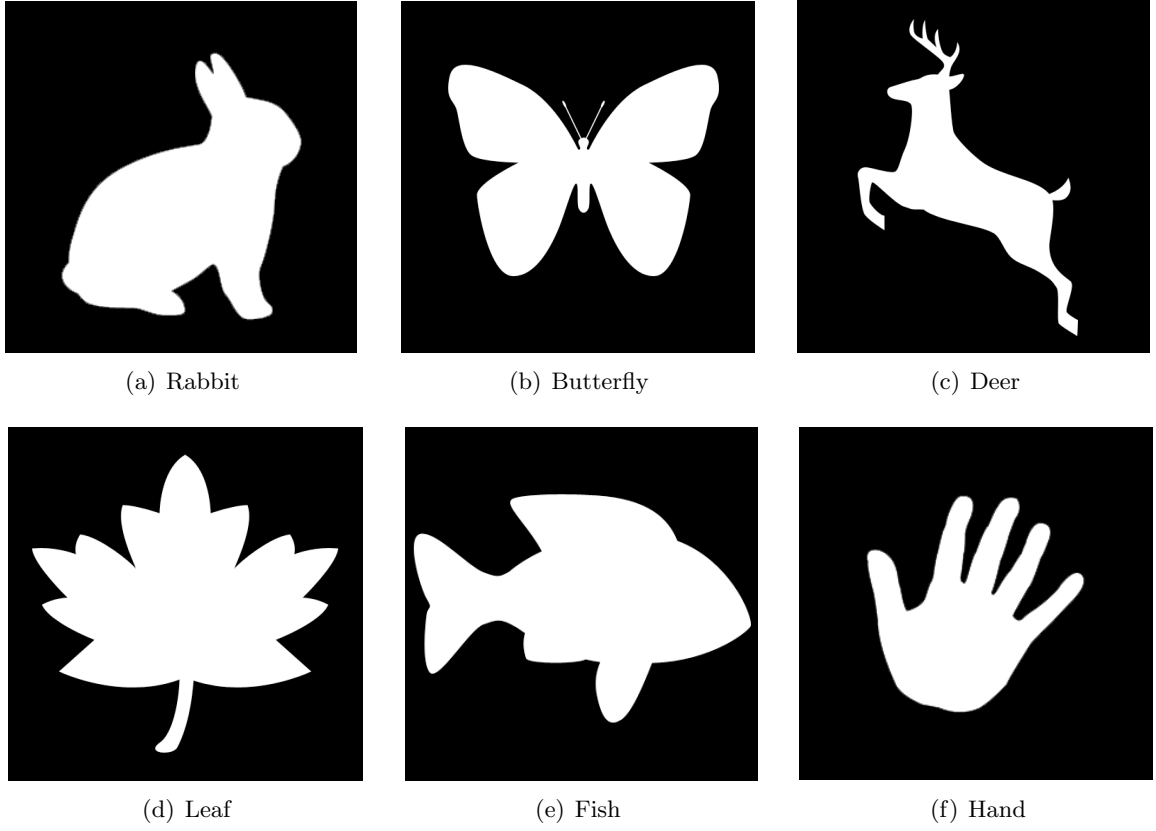 (a) Rabbit
(b) Butterfly
(c) Deer
(d) Leaf
(e) Fish
(f) Hand